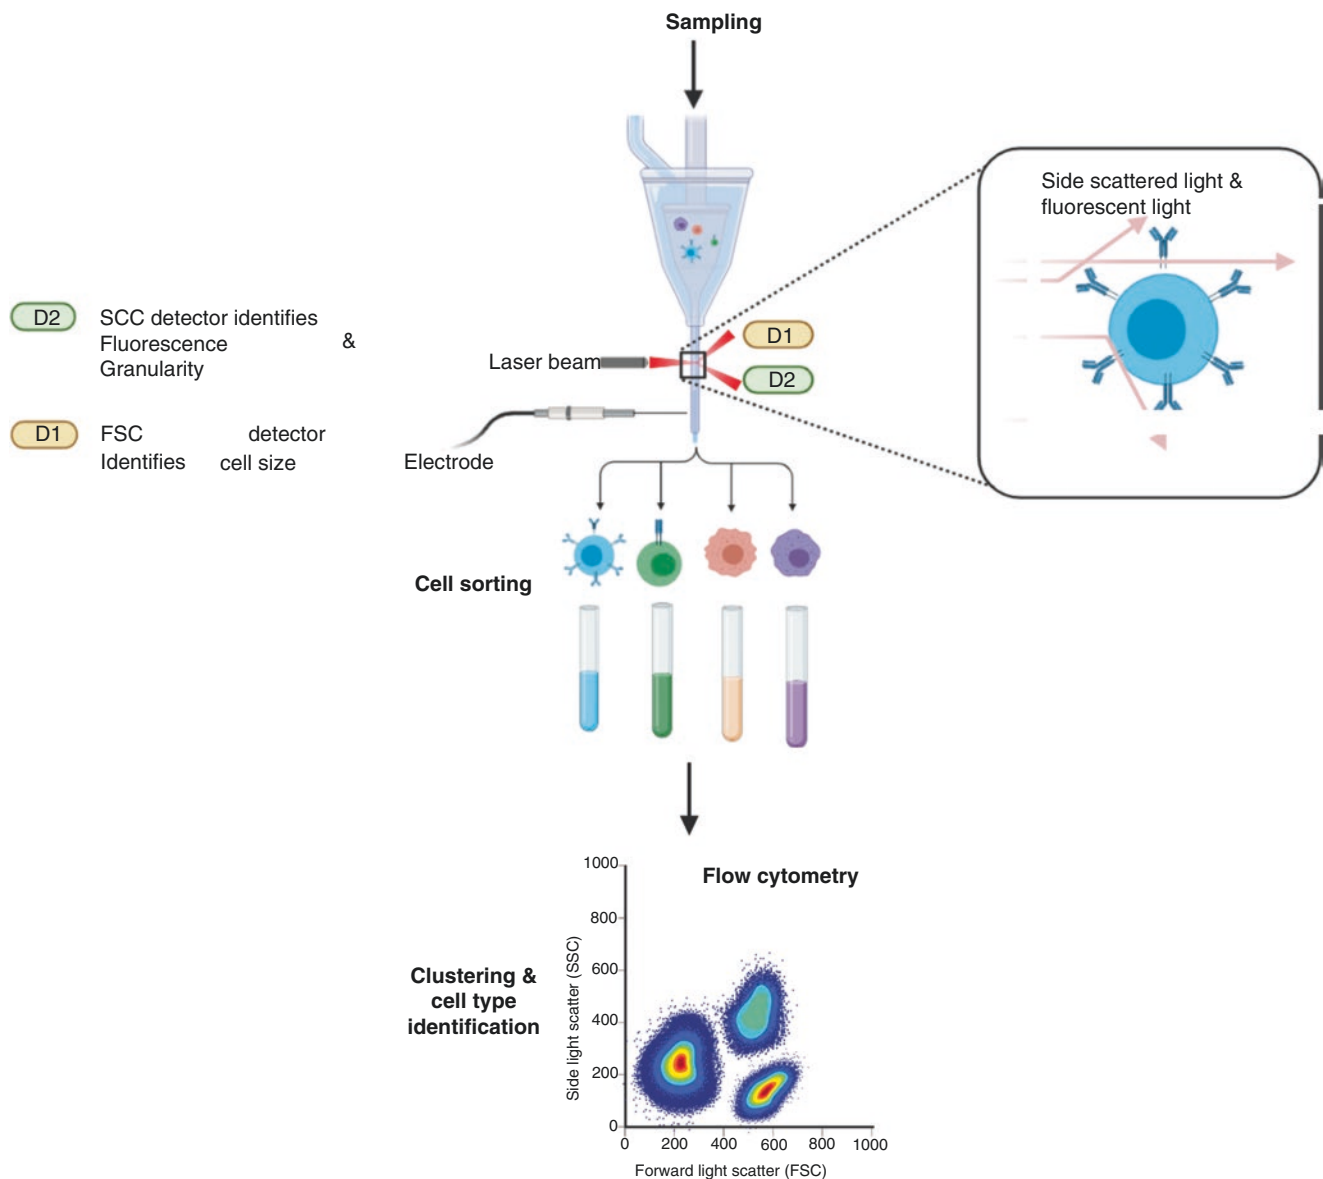 Sampling
Side scattered light &
fluorescent light
D2 SCC detector identifies
Fluorescence &
Granularity
D1 FSC detector
Identifies cell size
Laser beam
D1
D2
Electrode
Cell sorting
Flow cytometry
Clustering &
cell type
identification
Side light scatter (SSC)
1000
800
600
400
200
0
0 200 400 600 800 1000
Forward light scatter (FSC)